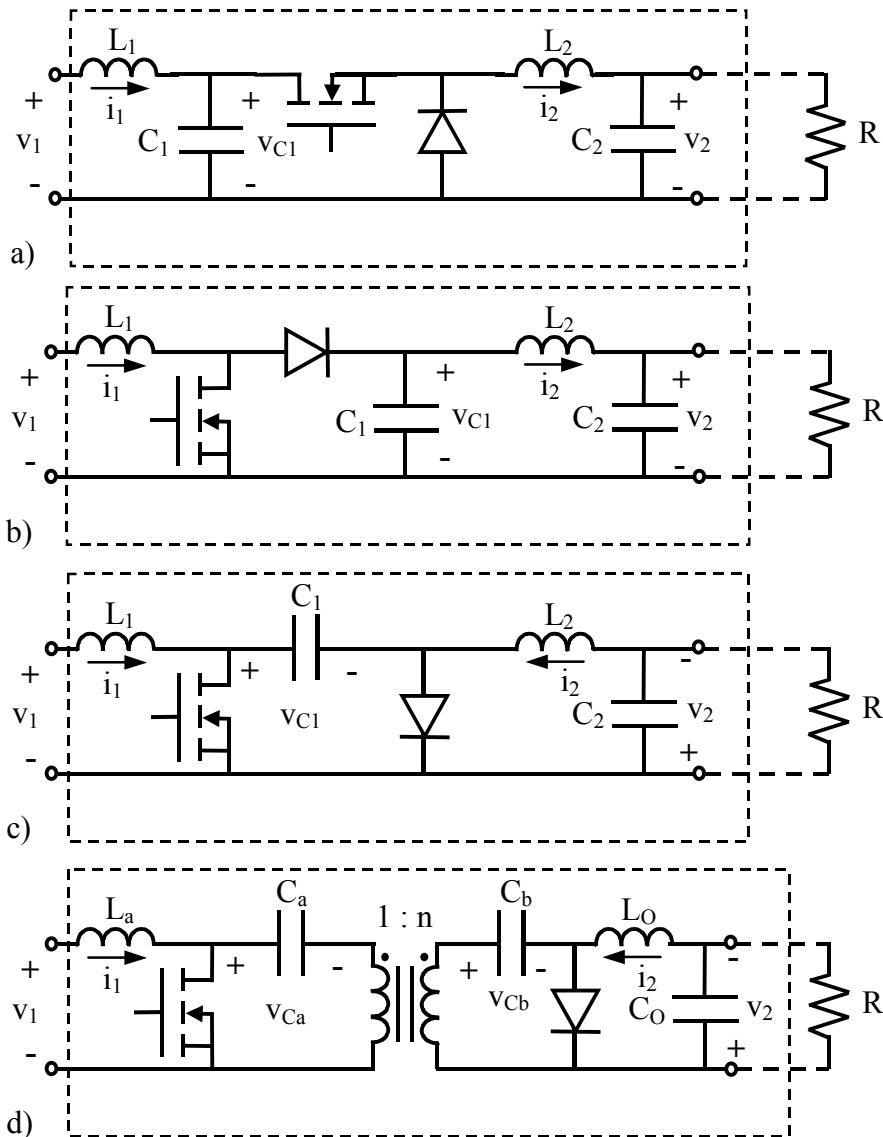 L1 L2
+ + +
i1 i2
v1 C1 vC1 C2 v2 R
- - -
a)
L1 L2
+ + +
i1 i2
v1 C1 vC1 C2 v2 R
- - -
b)
C1
L1 L2
+ + - -
i1 i2
v1 vC1 C2 v2 R
- +
c)
Ca Cb
La 1 : n LO
+ + - + - -
i1 i2
v1 vCa vCb CO v2 R
- +
d)